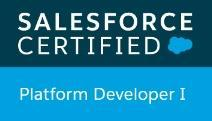 SALESFORCE
CERTIFIED
Platform Developer I